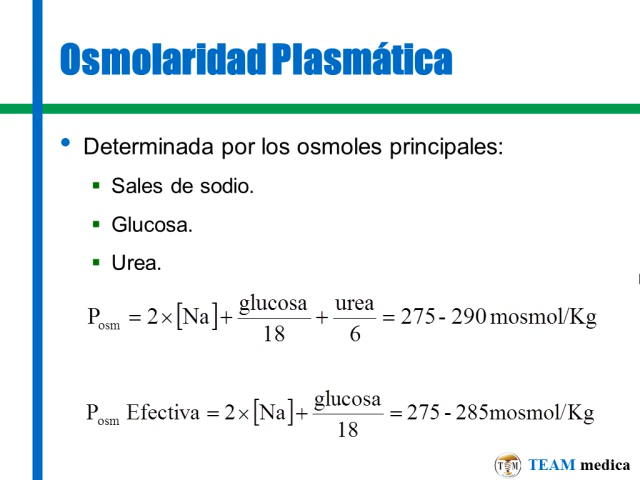 Osmolaridad Plasmática
• Determinada por los osmoles principales:
▪ Sales de sodio.
▪ Glucosa.
▪ Urea.
P_osm = 2×[Na]+ glucosa/18 + urea/6 = 275 - 290 mosmol/Kg
P_osm Efectiva = 2×[Na]+ glucosa/18 = 275 - 285mosmol/Kg
TEAM medica